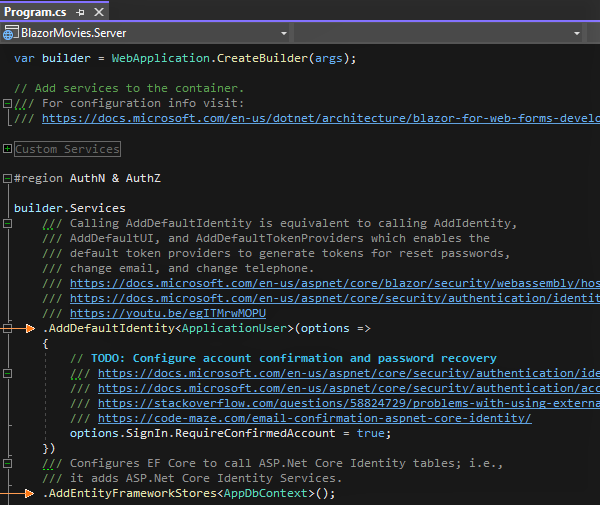 Program.cs
BlazorMovies.Server
var builder = WebApplication.CreateBuilder(args);
// Add services to the container.
/// For configuration info visit:
/// https://docs.microsoft.com/en-us/dotnet/architecture/blazor-for-web-forms-develo
Custom Services
#region AuthN & AuthZ
builder.Services
/// Calling AddDefaultIdentity is equivalent to calling AddIdentity,
/// AddDefaultUI, and AddDefaultTokenProviders which enables the
/// default token providers to generate tokens for reset passwords,
/// change email, and change telephone.
/// https://docs.microsoft.com/en-us/aspnet/core/blazor/security/webassembly/hos
/// https://docs.microsoft.com/en-us/aspnet/core/security/authentication/identit
/// https://youtu.be/egITMrwMOPU
.AddDefaultIdentity<ApplicationUser>(options =>
{
// TODO: Configure account confirmation and password recovery
/// https://docs.microsoft.com/en-us/aspnet/core/security/authentication/ide
/// https://docs.microsoft.com/en-us/aspnet/core/security/authentication/acc
/// https://stackoverflow.com/questions/58824729/problems-with-using-externa
/// https://code-maze.com/email-confirmation-aspnet-core-identity/
options.SignIn.RequireConfirmedAccount = true;
})
/// Configures EF Core to call ASP.Net Core Identity tables; i.e.,
/// it adds ASP.Net Core Identity Services.
.AddEntityFrameworkStores<AppDbContext>();